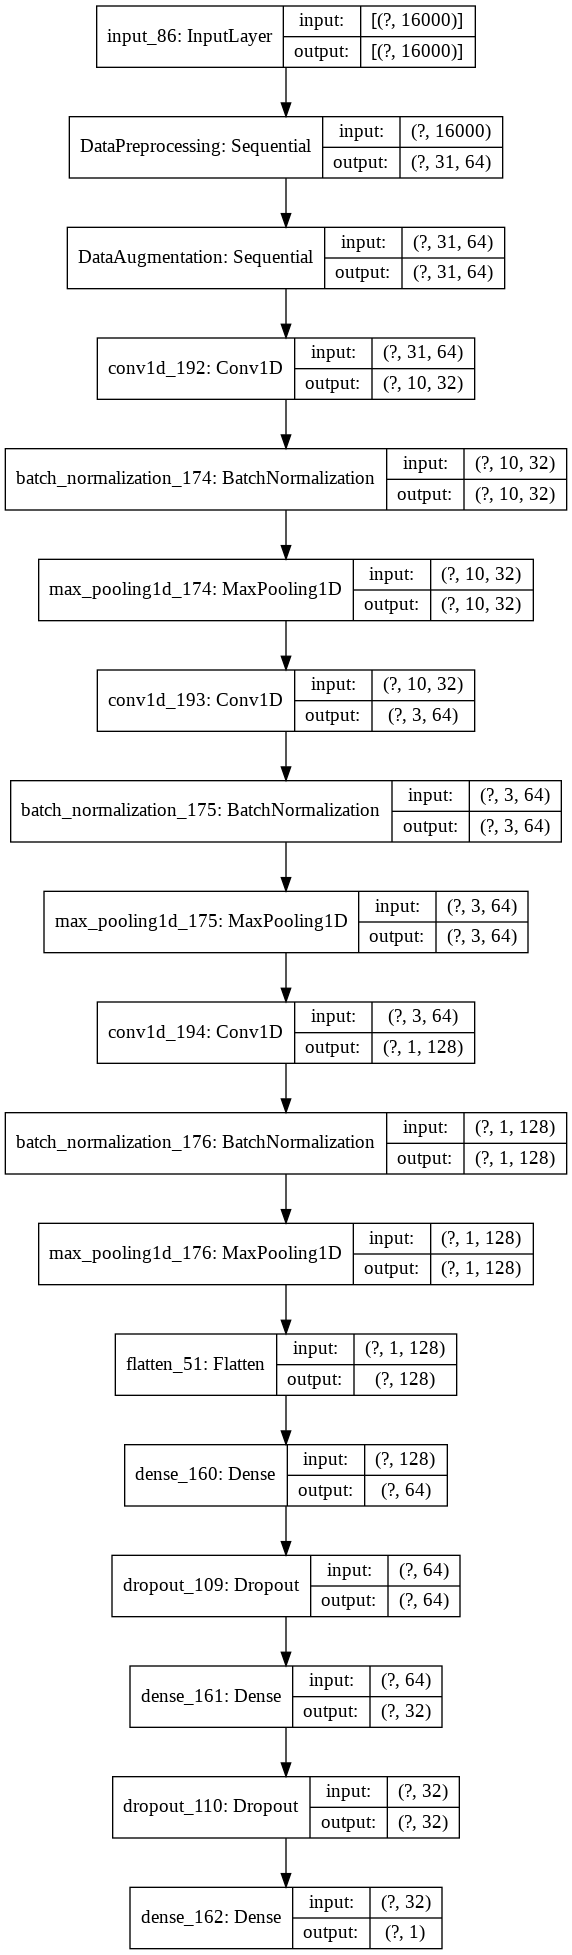 input_86: InputLayer
input: [(?, 16000)]
output: [(?, 16000)]
DataPreprocessing: Sequential
input: (?, 16000)
output: (?, 31, 64)
DataAugmentation: Sequential
input: (?, 31, 64)
output: (?, 31, 64)
conv1d_192: Conv1D
input: (?, 31, 64)
output: (?, 10, 32)
batch_normalization_174: BatchNormalization
input: (?, 10, 32)
output: (?, 10, 32)
max_pooling1d_174: MaxPooling1D
input: (?, 10, 32)
output: (?, 10, 32)
conv1d_193: Conv1D
input: (?, 10, 32)
output: (?, 3, 64)
batch_normalization_175: BatchNormalization
input: (?, 3, 64)
output: (?, 3, 64)
max_pooling1d_175: MaxPooling1D
input: (?, 3, 64)
output: (?, 3, 64)
conv1d_194: Conv1D
input: (?, 3, 64)
output: (?, 1, 128)
batch_normalization_176: BatchNormalization
input: (?, 1, 128)
output: (?, 1, 128)
max_pooling1d_176: MaxPooling1D
input: (?, 1, 128)
output: (?, 1, 128)
flatten_51: Flatten
input: (?, 1, 128)
output: (?, 128)
dense_160: Dense
input: (?, 128)
output: (?, 64)
dropout_109: Dropout
input: (?, 64)
output: (?, 64)
dense_161: Dense
input: (?, 64)
output: (?, 32)
dropout_110: Dropout
input: (?, 32)
output: (?, 32)
dense_162: Dense
input: (?, 32)
output: (?, 1)